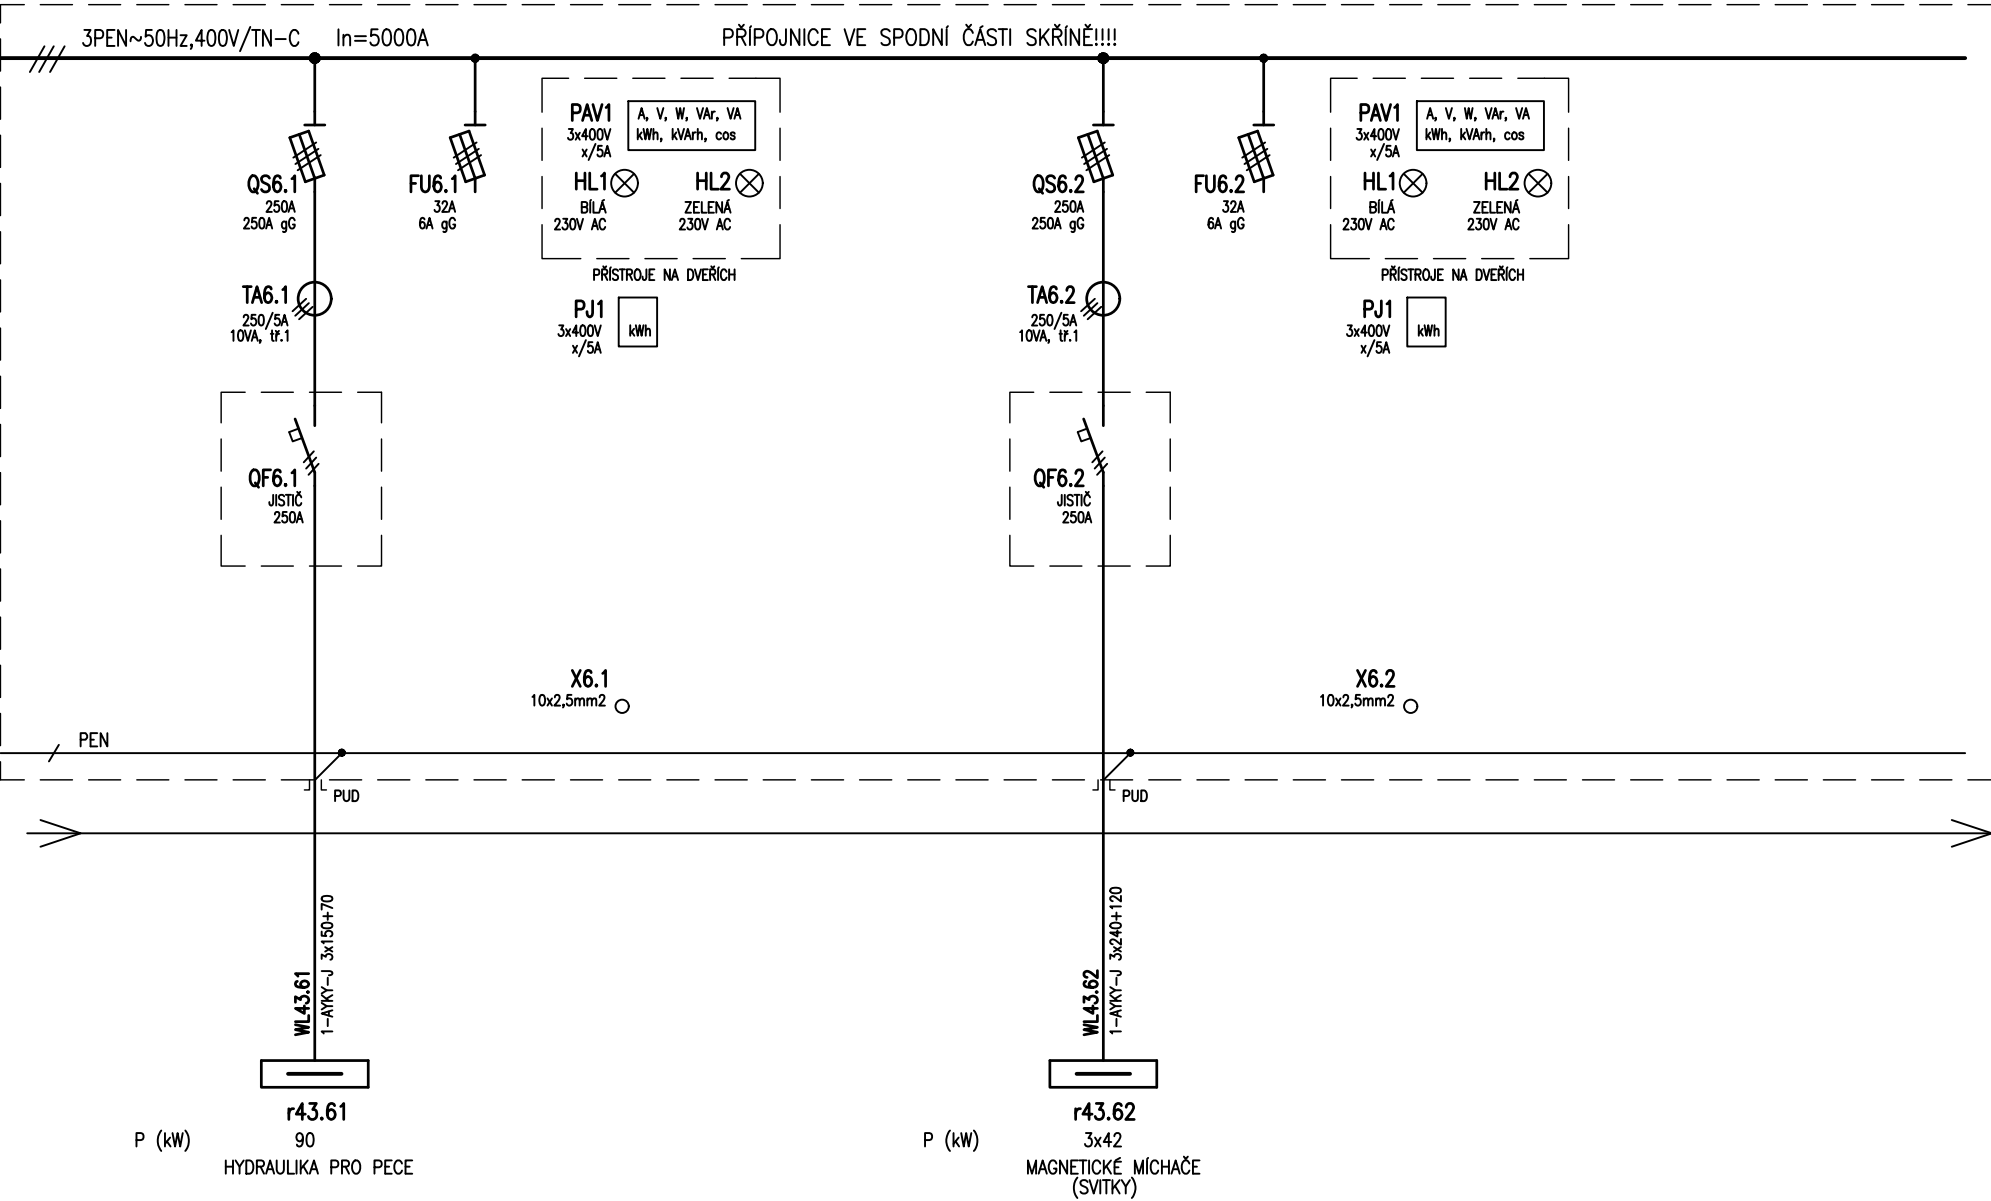 3PEN~50Hz,400V/TN-C In=5000A
PŘÍPOJNICE VE SPODNÍ ČÁSTI SKŘÍNĚ!!!!
QS6.1
250A
250A gG
FU6.1
32A
6A gG
PAV1
3x400V
x/5A
A, V, W, VAr, VA
kWh, kVArh, cos
HL1
BÍLÁ
230V AC
HL2
ZELENÁ
230V AC
PŘÍSTROJE NA DVEŘÍCH
TA6.1
250/5A
10VA, tř.1
PJ1
3x400V
x/5A
kWh
QF6.1
JISTIČ
250A
X6.1
10x2,5mm2
QS6.2
250A
250A gG
FU6.2
32A
6A gG
PAV1
3x400V
x/5A
A, V, W, VAr, VA
kWh, kVArh, cos
HL1
BÍLÁ
230V AC
HL2
ZELENÁ
230V AC
PŘÍSTROJE NA DVEŘÍCH
TA6.2
250/5A
10VA, tř.1
PJ1
3x400V
x/5A
kWh
QF6.2
JISTIČ
250A
X6.2
10x2,5mm2
PEN
PUD
PUD
WL43.61
1-AYKY-J 3x150+70
WL43.62
1-AYKY-J 3x240+120
r43.61
P (kW) 90
HYDRAULIKA PRO PECE
r43.62
P (kW) 3x42
MAGNETICKÉ MÍCHAČE
(SVITKY)